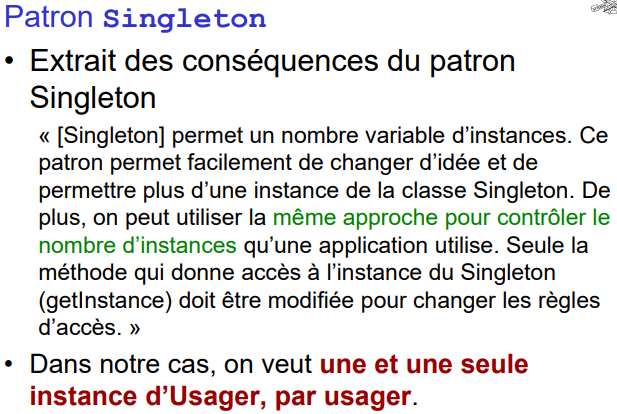 Patron Singleton
• Extrait des conséquences du patron
Singleton
« [Singleton] permet un nombre variable d'instances. Ce
patron permet facilement de changer d'idée et de
permettre plus d'une instance de la classe Singleton. De
plus, on peut utiliser la même approche pour contrôler le
nombre d'instances qu'une application utilise. Seule la
méthode qui donne accès à l'instance du Singleton
(getInstance) doit être modifiée pour changer les règles
d'accès. »
• Dans notre cas, on veut une et une seule
instance d'Usager, par usager.